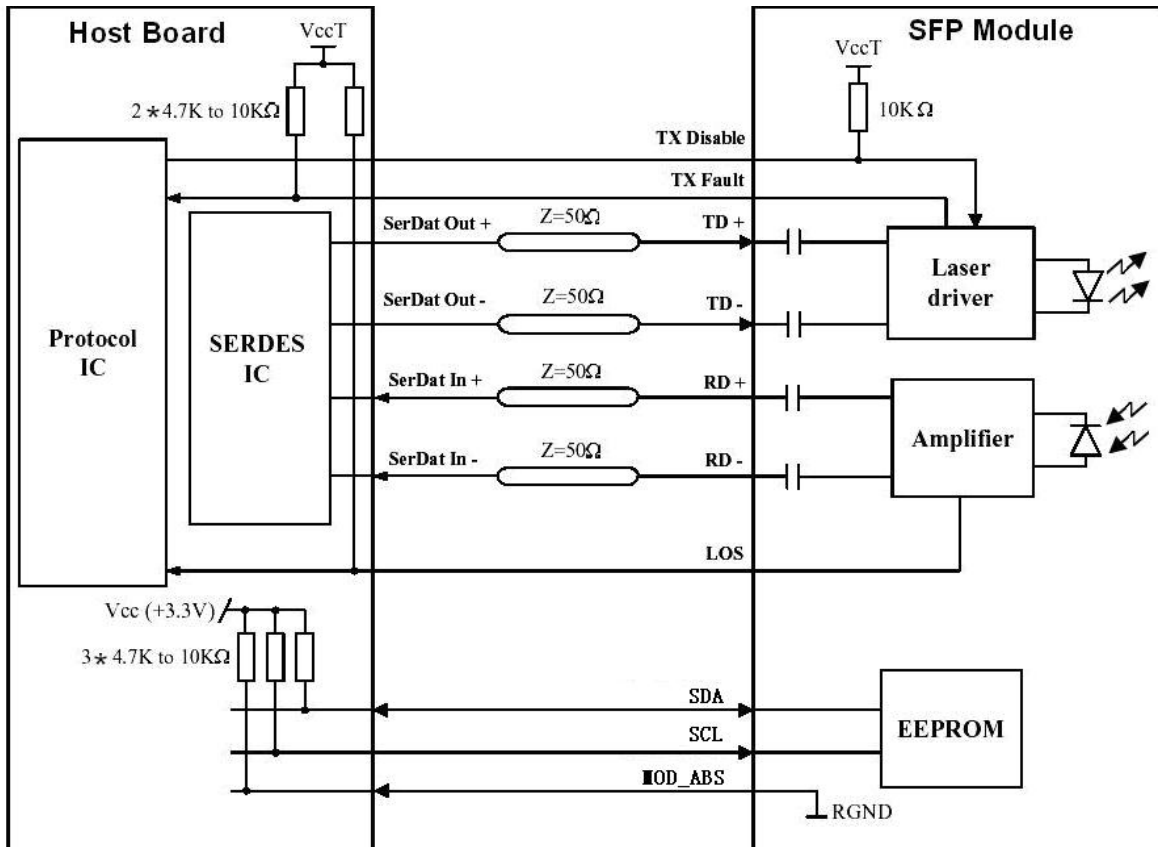 Host Board
SFP Module
VccT
VccT
2*4.7K to 10KΩ
10KΩ
TX Disable
TX Fault
SerDat Out +
Z=50Ω
TD +
Laser
driver
SerDat Out -
Z=50Ω
TD -
Protocol
IC
SERDES
IC
SerDat In +
Z=50Ω
RD +
Amplifier
SerDat In -
Z=50Ω
RD -
LOS
Vcc (+3.3V)
3*4.7K to 10KΩ
SDA
SCL
EEPROM
MOD_ABS
RGND